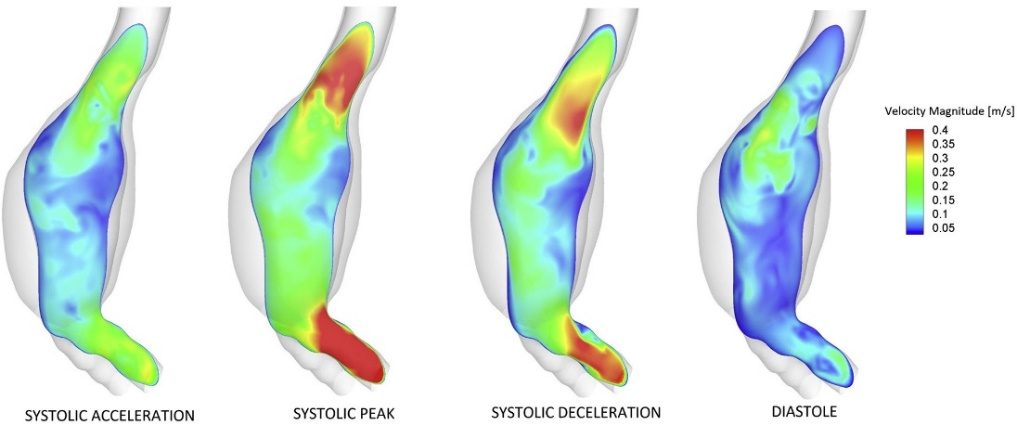 Velocity Magnitude [m/s]
0.4
0.35
0.3
0.25
0.2
0.15
0.1
0.05
SYSTOLIC ACCELERATION
SYSTOLIC PEAK
SYSTOLIC DECELERATION
DIASTOLE